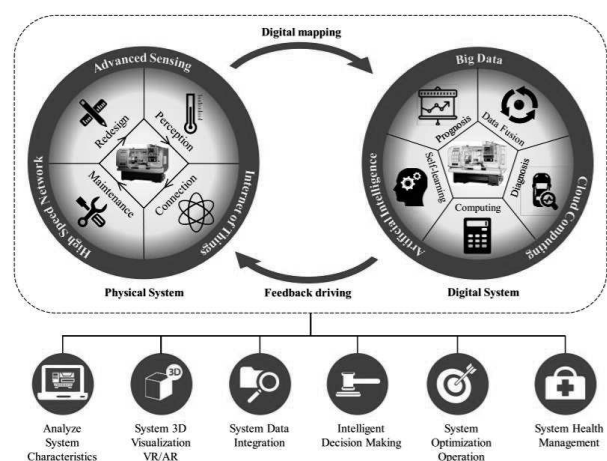 Digital mapping
Advanced Sensing
High Speed Network
Internet of Things
Redesign
Perception
Maintenance
Connection
Big Data
Artificial Intelligence
Cloud Computing
Prognosis
Data Fusion
Self-learning
Diagnosis
Computing
Physical System
Feedback driving
Digital System
3D
Analyze
System
Characteristics
System 3D
Visualization
VR/AR
System Data
Integration
Intelligent
Decision Making
System
Optimization
Operation
System Health
Management